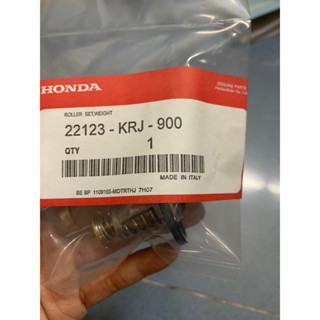 HONDA
GENUINE PARTS
ROLLER SET,WEIGHT
22123 - KRJ - 900
QTY 1
MADE IN ITALY